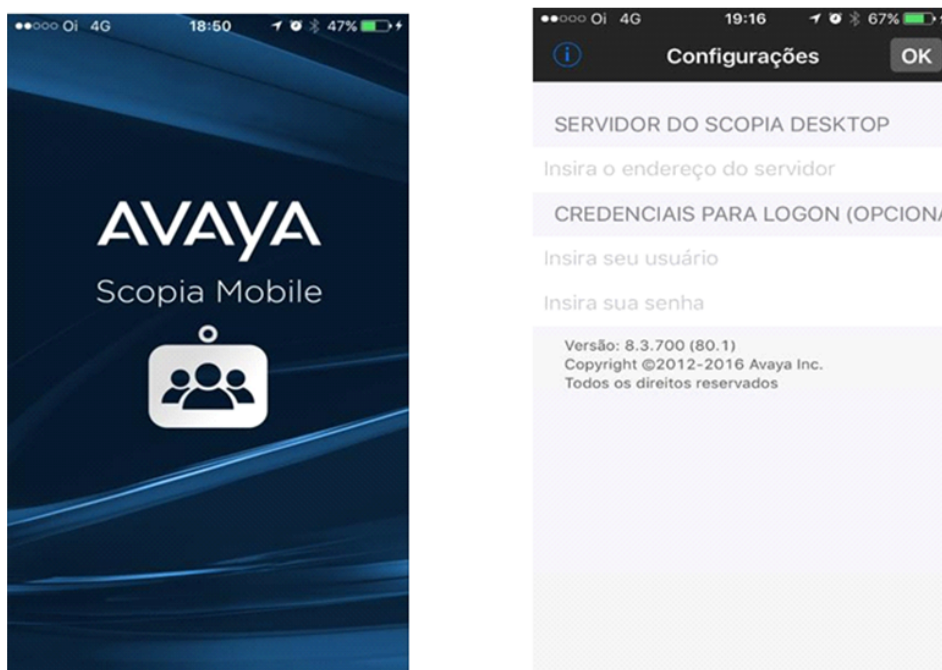 Oi 4G 18:50 47%
AVAYA
Scopia Mobile
Oi 4G 19:16 67%
Configurações OK
SERVIDOR DO SCOPIA DESKTOP
Insira o endereço do servidor
CREDENCIAIS PARA LOGON (OPCIONA
Insira seu usuário
Insira sua senha
Versão: 8.3.700 (80.1)
Copyright ©2012-2016 Avaya Inc.
Todos os direitos reservados